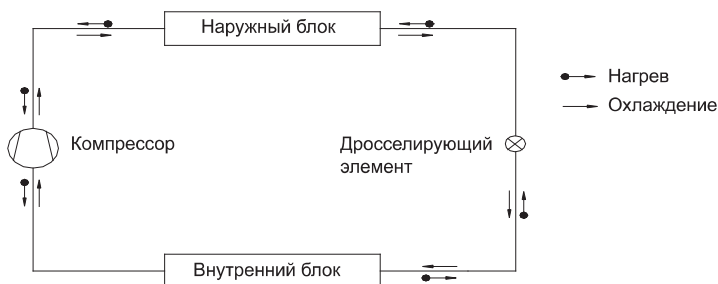 Наружный блок
Нагрев
Охлаждение
Компрессор
Дросселирующий
элемент
Внутренний блок